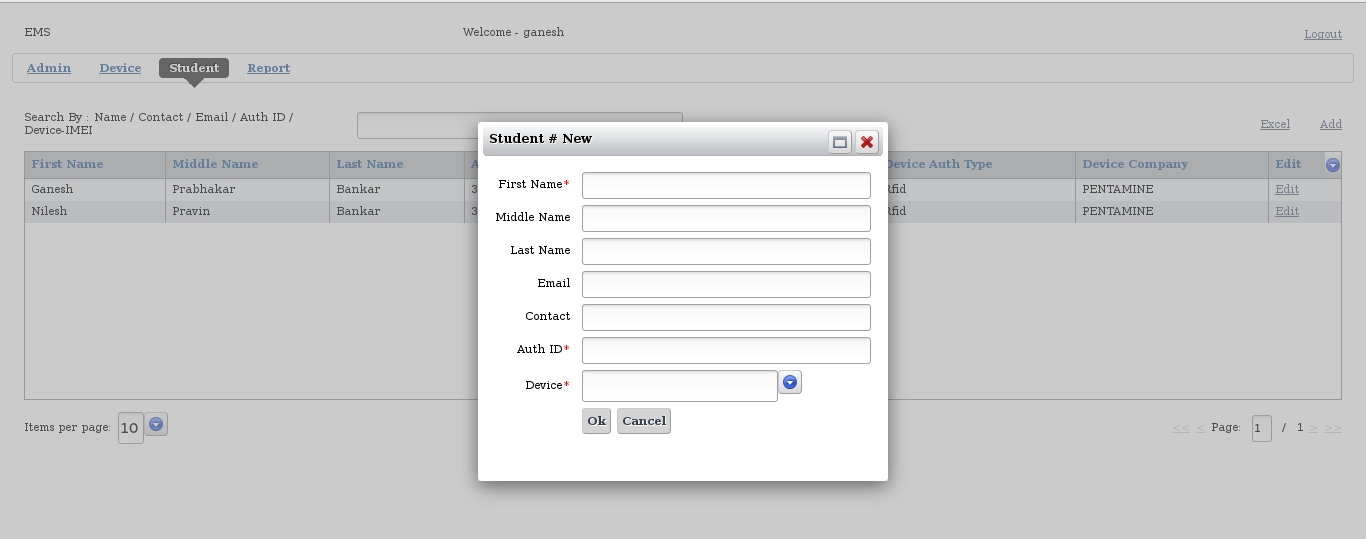 EMS
Welcome - ganesh
Logout
Admin Device Student Report
Search By : Name / Contact / Email / Auth ID /
Device-IMEI
Excel Add
Student # New
First Name Middle Name Last Name A Device Auth Type Device Company Edit
Ganesh Prabhakar Bankar 3 Rfid PENTAMINE Edit
Nilesh Pravin Bankar 3 Rfid PENTAMINE Edit
First Name*
Middle Name
Last Name
Email
Contact
Auth ID*
Device*
Ok Cancel
Items per page: 10
<< < Page: 1 / 1 > >>